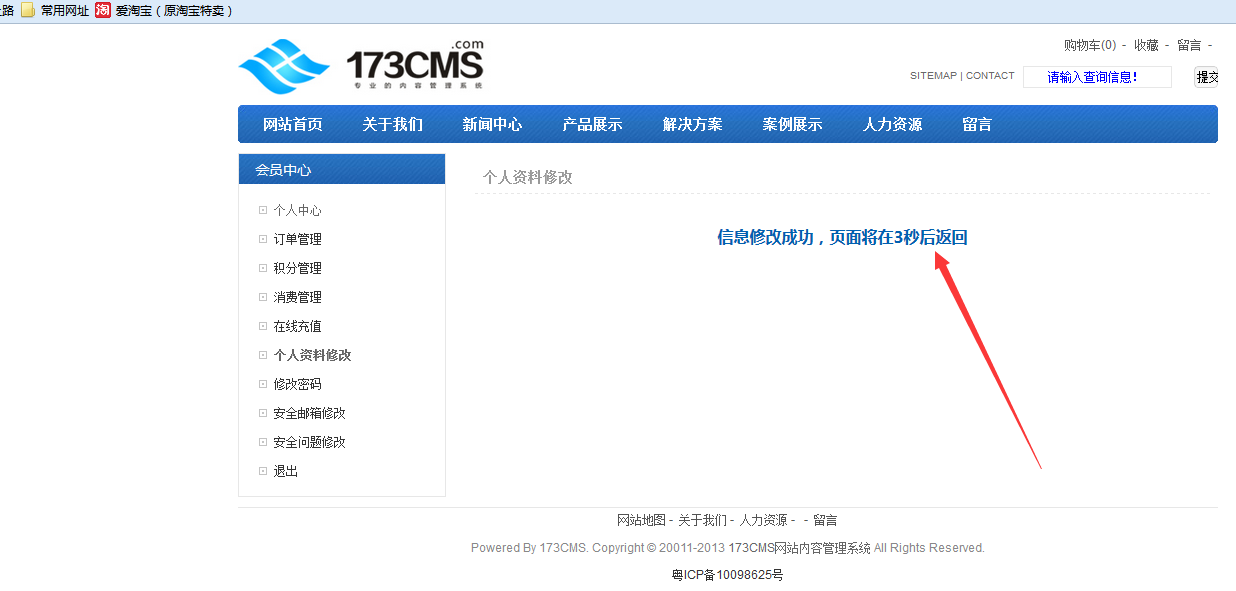 路 常用网址 淘 爱淘宝 ( 原淘宝特卖 )
173CMS.com
专业的内容管理系统
购物车(0) - 收藏 - 留言 -
SITEMAP | CONTACT 请输入查询信息! 提交
网站首页 关于我们 新闻中心 产品展示 解决方案 案例展示 人力资源 留言
会员中心
个人中心
订单管理
积分管理
消费管理
在线充值
个人资料修改
修改密码
安全邮箱修改
安全问题修改
退出
个人资料修改
信息修改成功，页面将在3秒后返回
网站地图 - 关于我们 - 人力资源 - - 留言
Powered By 173CMS. Copyright © 20011-2013 173CMS网站内容管理系统 All Rights Reserved.
粤ICP备10098625号